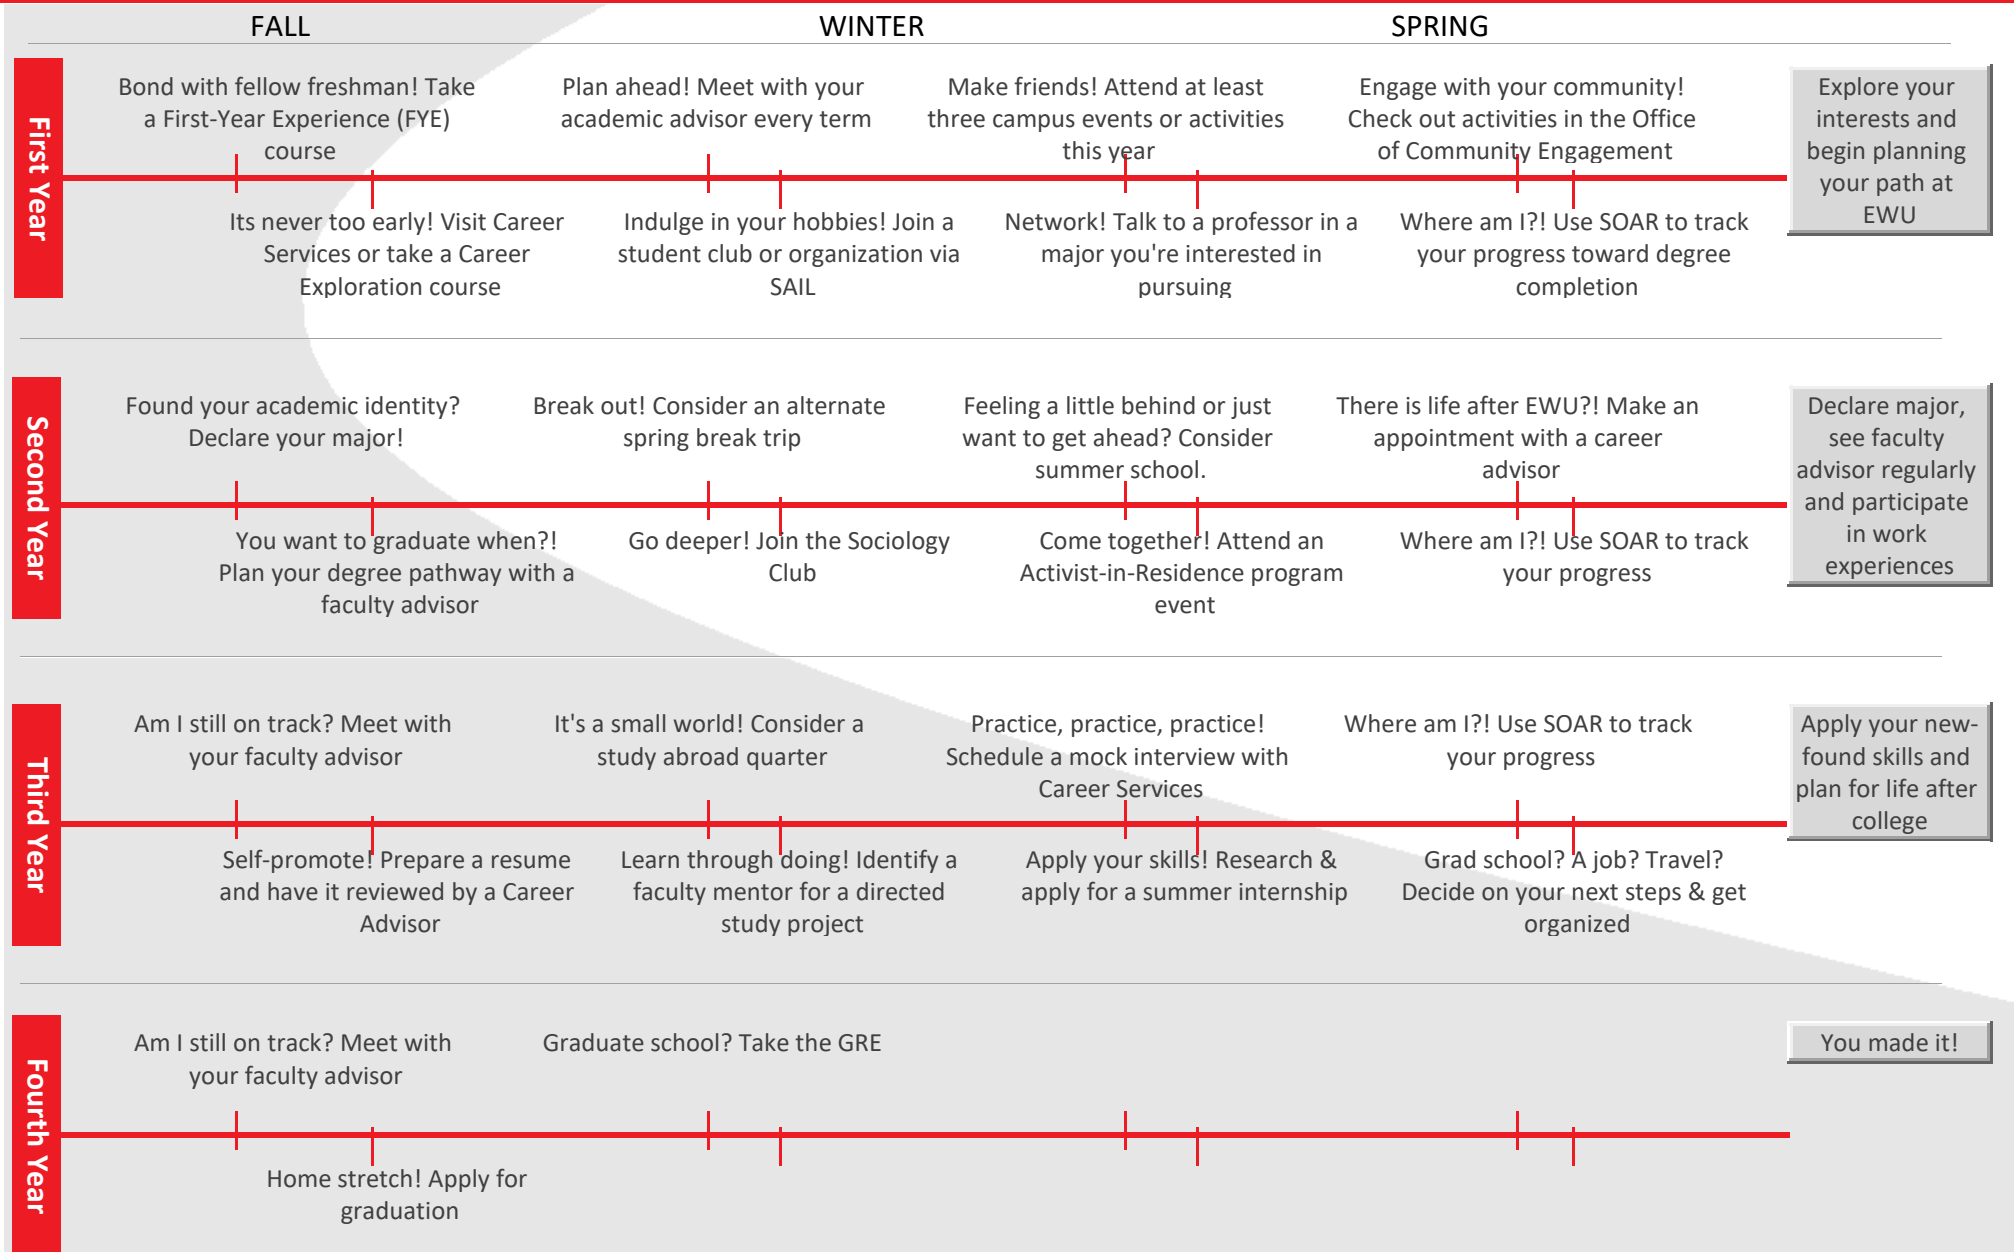 FALL
WINTER
SPRING
First Year
Bond with fellow freshman! Take
a First-Year Experience (FYE)
course
Plan ahead! Meet with your
academic advisor every term
Make friends! Attend at least
three campus events or activities
this year
Engage with your community!
Check out activities in the Office
of Community Engagement
Its never too early! Visit Career
Services or take a Career
Exploration course
Indulge in your hobbies! Join a
student club or organization via
SAIL
Network! Talk to a professor in a
major you're interested in
pursuing
Where am I?! Use SOAR to track
your progress toward degree
completion
Explore your
interests and
begin planning
your path at
EWU
Second Year
Found your academic identity?
Declare your major!
Break out! Consider an alternate
spring break trip
Feeling a little behind or just
want to get ahead? Consider
summer school.
There is life after EWU?! Make an
appointment with a career
advisor
You want to graduate when?!
Plan your degree pathway with a
faculty advisor
Go deeper! Join the Sociology
Club
Come together! Attend an
Activist-in-Residence program
event
Where am I?! Use SOAR to track
your progress
Declare major,
see faculty
advisor regularly
and participate
in work
experiences
Third Year
Am I still on track? Meet with
your faculty advisor
It's a small world! Consider a
study abroad quarter
Practice, practice, practice!
Schedule a mock interview with
Career Services
Where am I?! Use SOAR to track
your progress
Self-promote! Prepare a resume
and have it reviewed by a Career
Advisor
Learn through doing! Identify a
faculty mentor for a directed
study project
Apply your skills! Research &
apply for a summer internship
Grad school? A job? Travel?
Decide on your next steps & get
organized
Apply your new-
found skills and
plan for life after
college
Fourth Year
Am I still on track? Meet with
your faculty advisor
Graduate school? Take the GRE
Home stretch! Apply for
graduation
You made it!